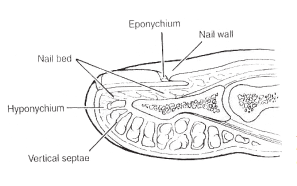 Eponychium
Nail wall
Nail bed
Hyponychium
Vertical septae